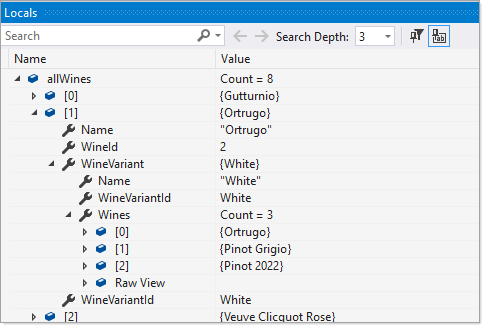 Locals
Search Search Depth: 3
Name Value
allWines Count = 8
[0] {Gutturnio}
[1] {Ortrugo}
Name "Ortrugo"
WineId 2
WineVariant {White}
Name "White"
WineVariantId White
Wines Count = 3
[0] {Ortrugo}
[1] {Pinot Grigio}
[2] {Pinot 2022}
Raw View
WineVariantId White
[2] {Veuve Clicquot Rose}